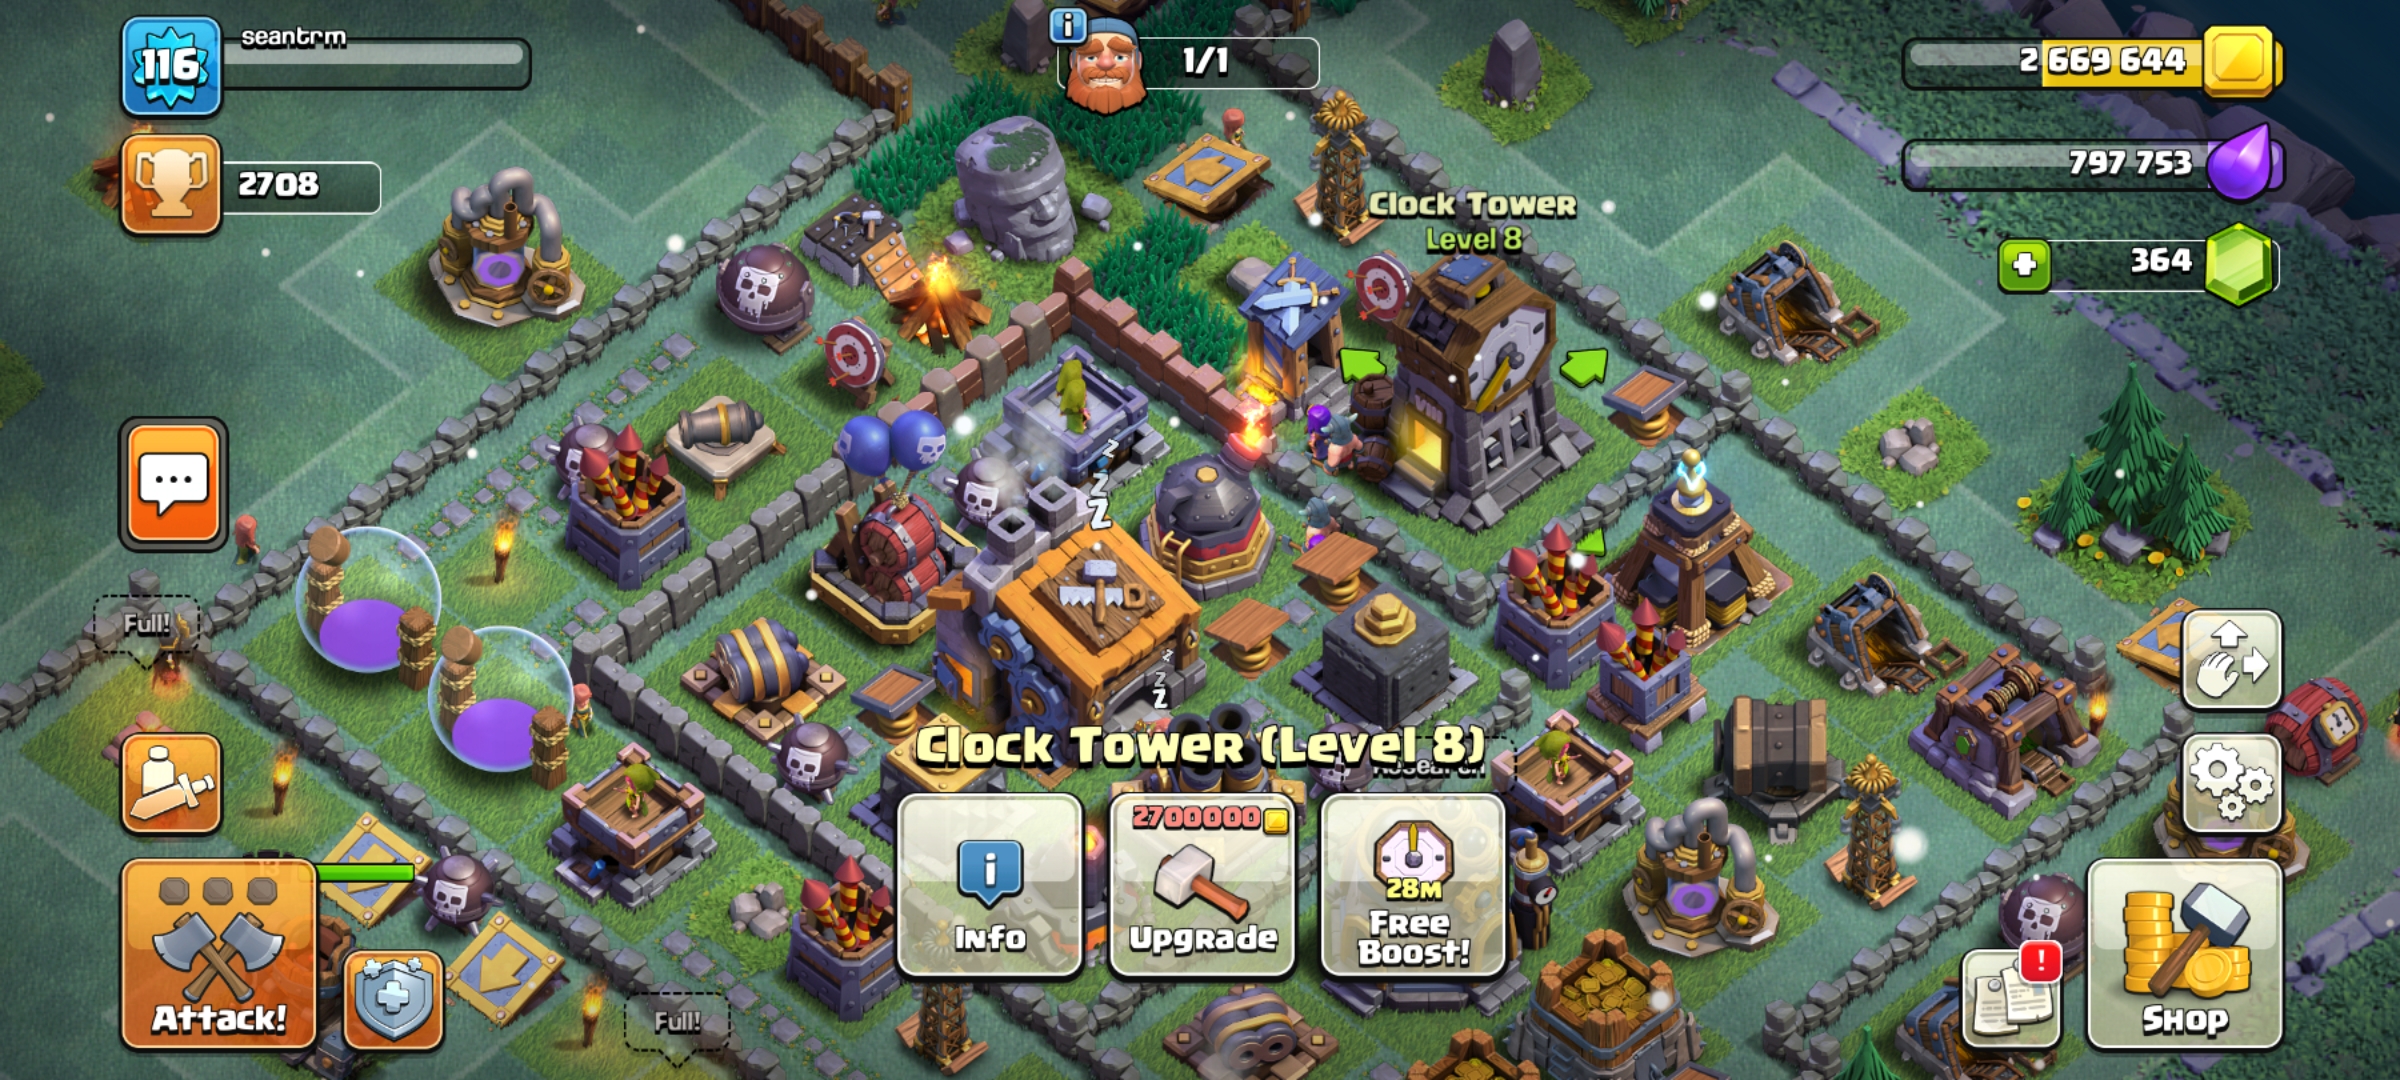 116
seantrm
1/1
2 669 644
2708
797 753
364
Clock Tower
Level 8
VIII
z
z
z
z
z
z
Full!
Clock Tower (Level 8)
2700000
28M
Info
Upgrade
Free
Boost!
Attack!
Full!
!
Shop